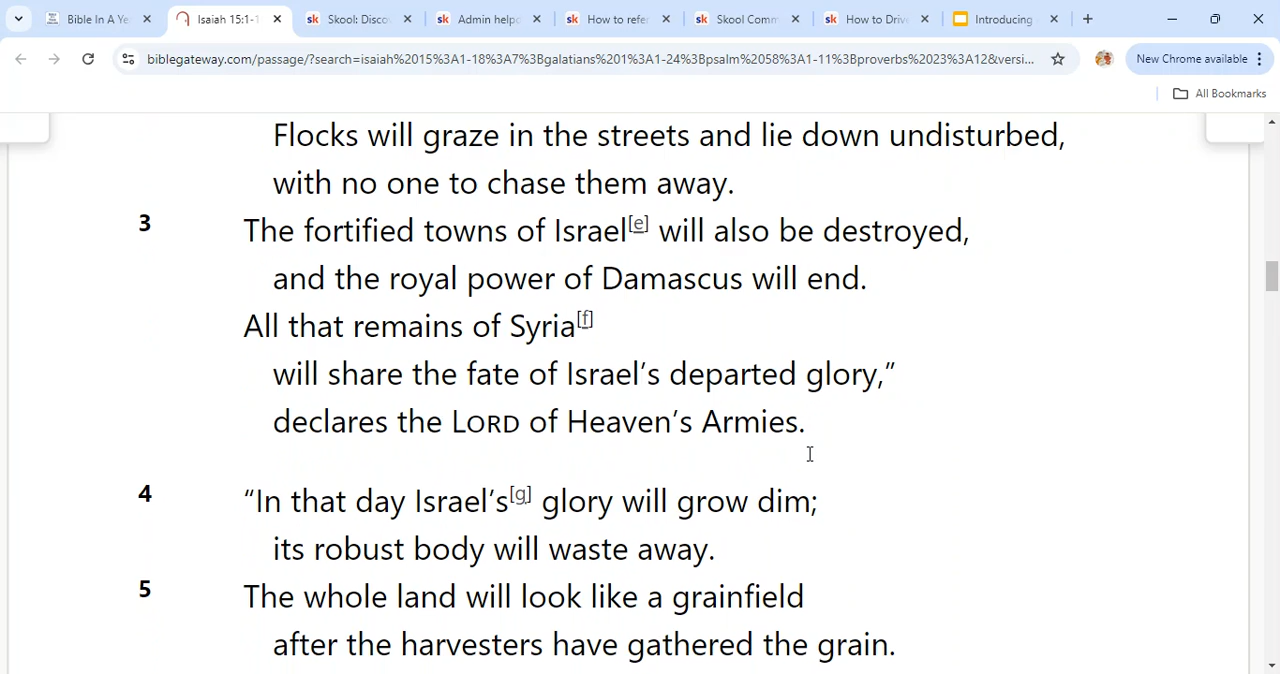 Bible In A Ye
Isaiah 15:1-1
Skool: Disco
Admin help
How to refe
Skool Comm
How to Driv
Introducing
biblegateway.com/passage/?search=isaiah%2015%3A1-18%3A7%3Bgalatians%201%3A1-24%3Bpsalm%2058%3A1-11%3Bproverbs%2023%3A12&versi...
New Chrome available
All Bookmarks
Flocks will graze in the streets and lie down undisturbed,
with no one to chase them away.
3 The fortified towns of Israel[e] will also be destroyed,
and the royal power of Damascus will end.
All that remains of Syria[f]
will share the fate of Israel’s departed glory,”
declares the LORD of Heaven’s Armies.
4 “In that day Israel’s[g] glory will grow dim;
its robust body will waste away.
5 The whole land will look like a grainfield
after the harvesters have gathered the grain.